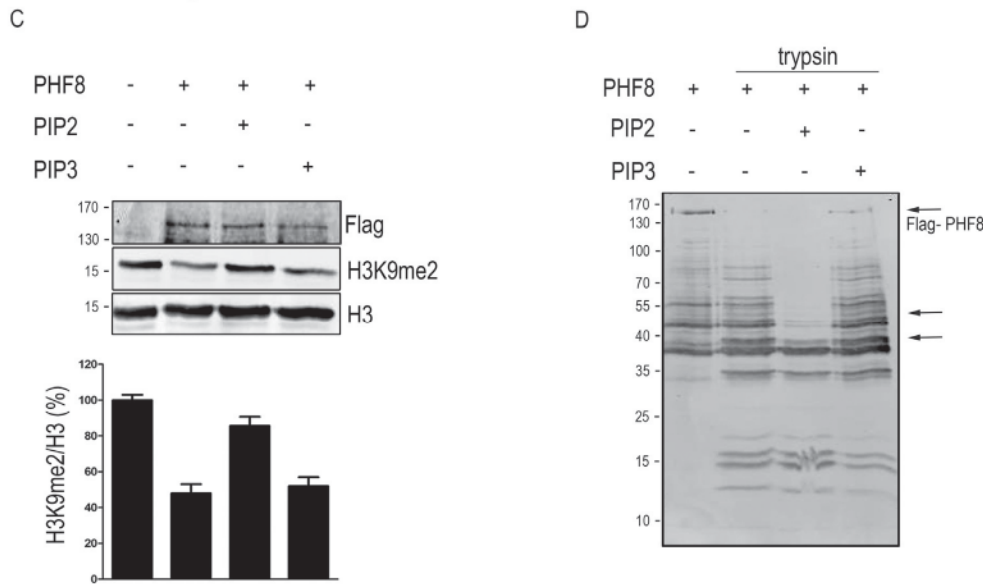 C
PHF8 - + + +
PIP2 - - + -
PIP3 - - - +
170 -
130 -
Flag
15 -
H3K9me2
15 -
H3
H3K9me2/H3 (%)
120
100
80
60
40
20
0
D
trypsin
PHF8 + + + +
PIP2 - - + -
PIP3 - - - +
170 -
130 -
Flag- PHF8
100 -
70 -
55 -
40 -
35 -
25 -
15 -
10 -